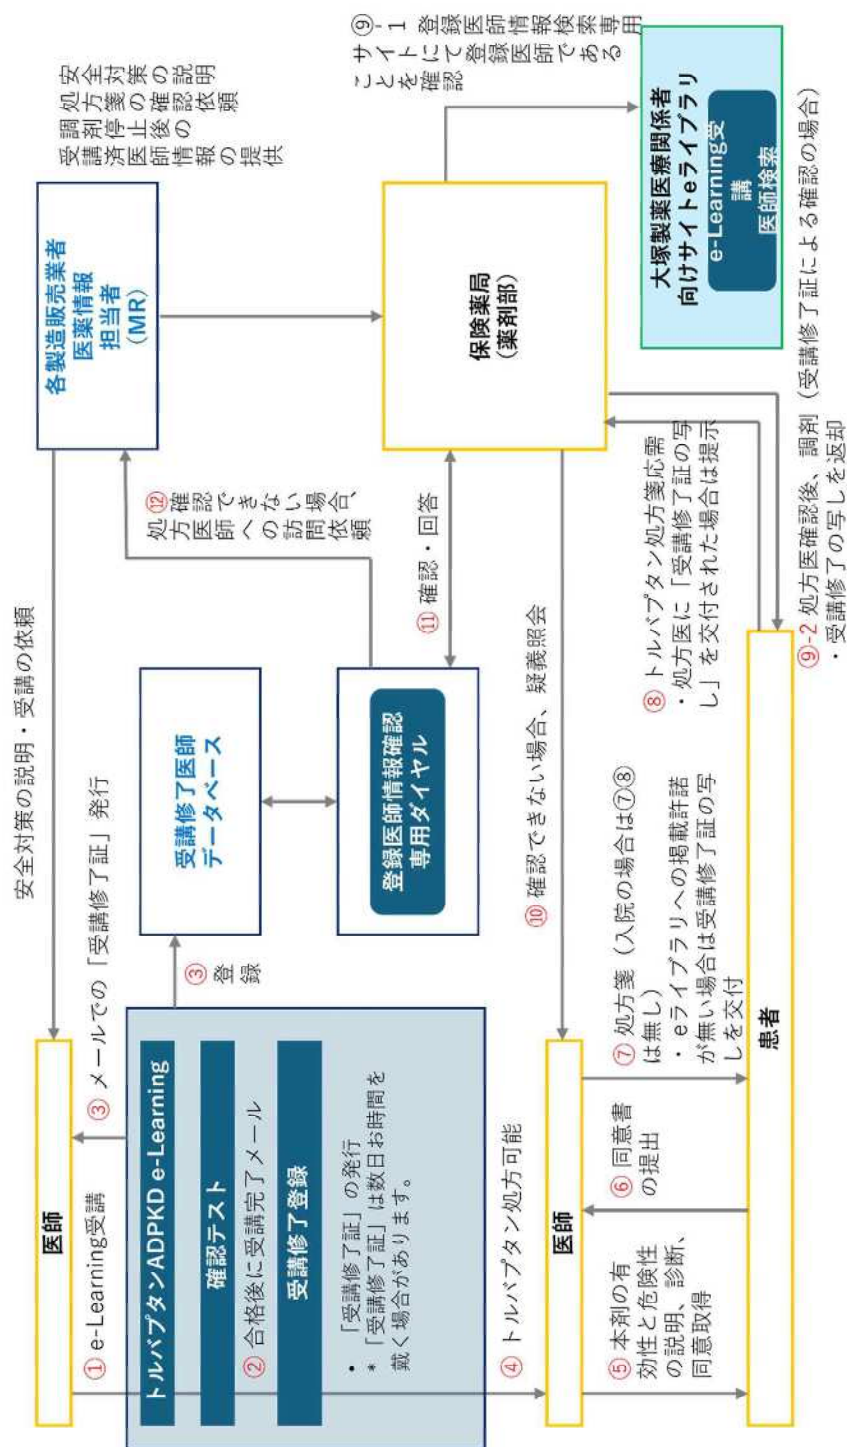 医師
① e-Learning受講
③ メールでの「受講修了証」発行
安全対策の説明・受講の依頼
各製造販売業者
医薬情報
担当者
(MR)
安全対策の説明
処方箋の確認依頼
調剤停止後の
受講済医師情報の提供
トルバプタンADPKD e-Learning
確認テスト
② 合格後に受講完了メール
受講修了登録
• 「受講修了証」の発行
* 「受講修了証」は数日お時間を
戴く場合があります。
③ 登録
受講修了医師
データベース
登録医師情報確認
専用ダイヤル
⑫ 確認できない場合、
処方医師への訪問依頼
⑪ 確認・回答
保険薬局
(薬剤部)
⑨-1 登録医師情報検索専用
サイトにて登録医師である
ことを確認
大塚製薬医療関係者
向けサイトeライブラリ
e-Learning受
講
医師検索
④ トルバプタン処方可能
⑩ 確認できない場合、疑義照会
医師
⑤ 本剤の有
効性と危険性
の説明、診断、
同意取得
⑥ 同意書
の提出
⑦ 処方箋（入院の場合は⑦⑧
は無し）
・eライブラリへの掲載許諾
が無い場合は受講修了証の写
しを交付
⑧ トルバプタン処方箋応需
・処方医に「受講修了証の写
し」を交付された場合は提示
患者
⑨-2 処方医確認後、調剤（受講修了証による確認の場合）
・受講修了の写しを返却